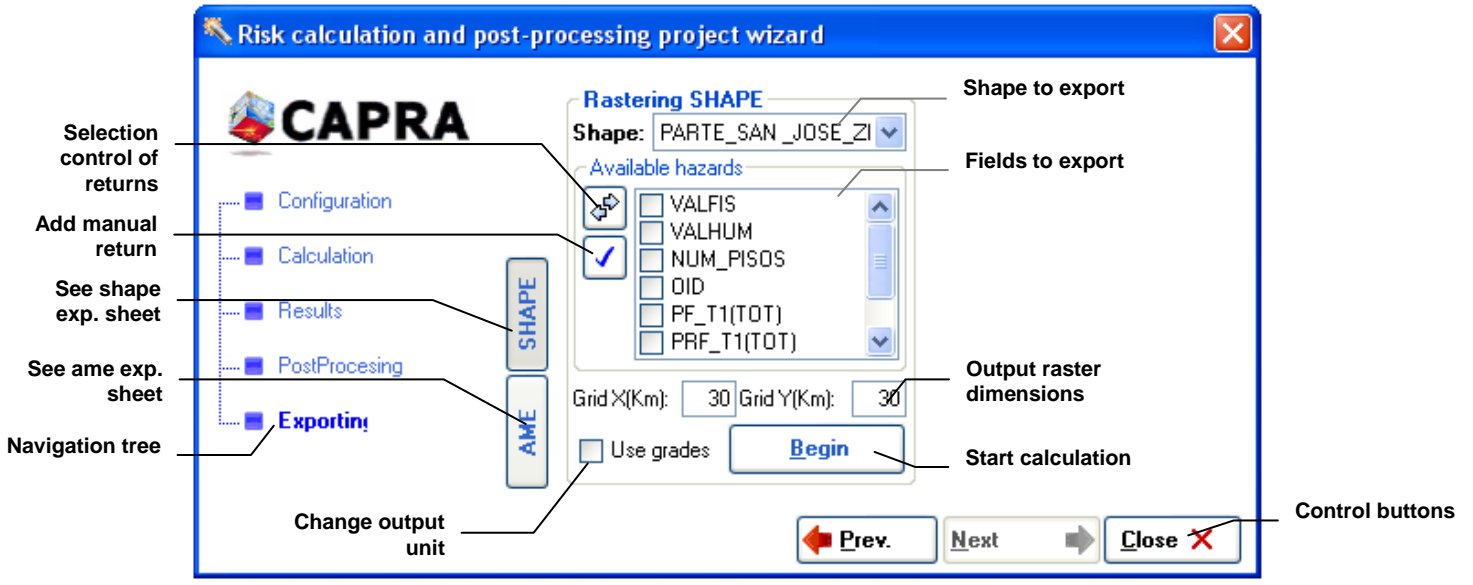 Risk calculation and post-processing project wizard
CAPRA
Selection
control of
returns
Add manual
return
See shape
exp. sheet
See ame exp.
sheet
Navigation tree
Change output
unit
Configuration
Calculation
Results
PostProcesing
Exporting
SHAPE
AME
Rastering SHAPE
Shape: PARTE_SAN _JOSE_ZI
Available hazards
VALFIS
VALHUM
NUM_PISOS
OID
PF_T1(TOT)
PRF_T1(TOT)
Grid X(Km): 30 Grid Y(Km): 30
Use grades
Begin
Prev.
Next
Close
Shape to export
Fields to export
Output raster
dimensions
Start calculation
Control buttons